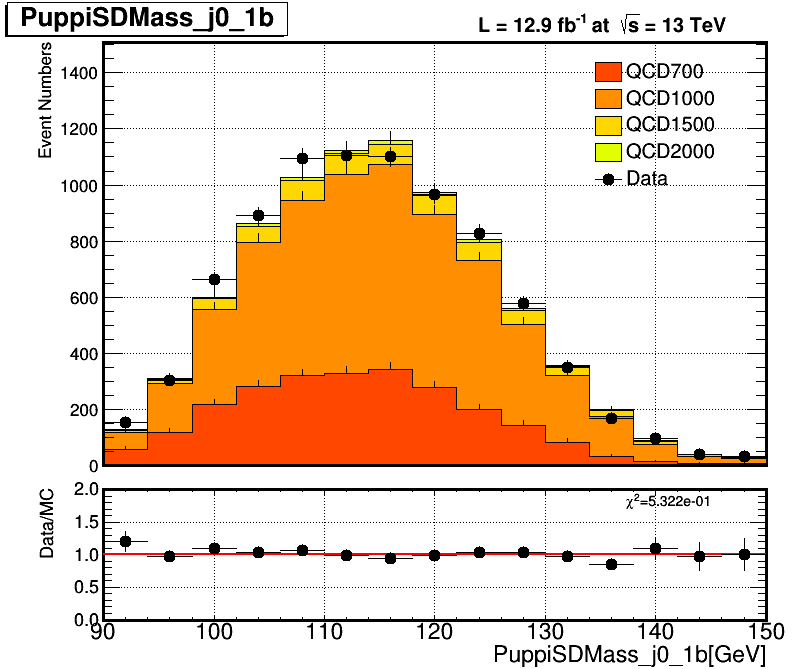 PuppiSDMass_j0_1b
L = 12.9 fb⁻¹ at √s = 13 TeV
Event Numbers
1400
1200
1000
800
600
400
200
0
QCD700
QCD1000
QCD1500
QCD2000
Data
Data/MC
2.0
1.5
1.0
0.5
0.0
χ²=5.322e-01
90 100 110 120 130 140 150
PuppiSDMass_j0_1b[GeV]